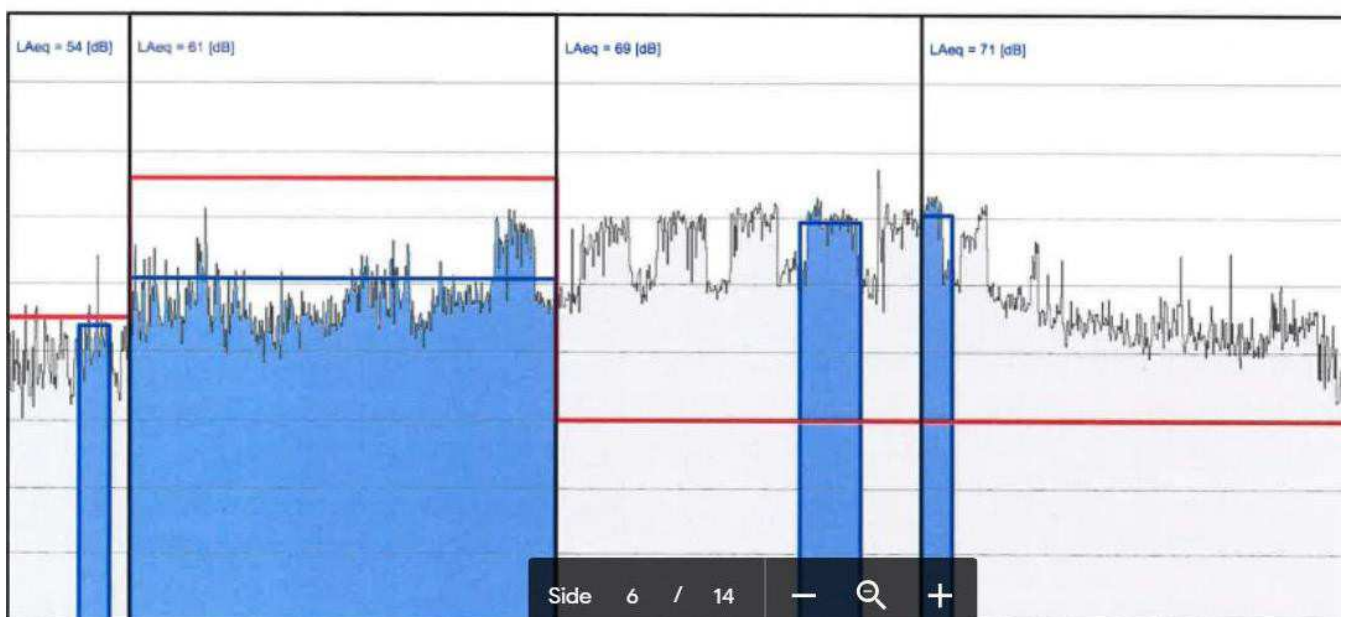 LAeq = 54 [dB]
LAeq = 61 [dB]
LAeq = 69 [dB]
LAeq = 71 [dB]
Side 6 / 14